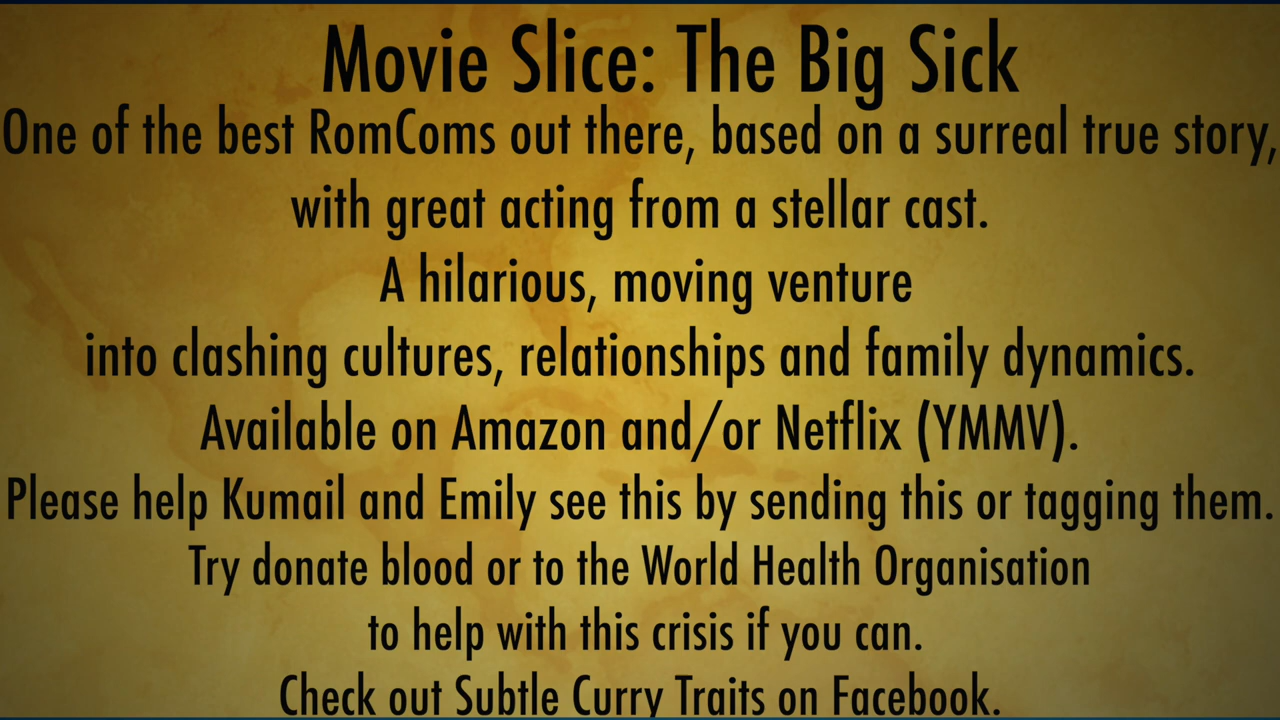 Movie Slice: The Big Sick
One of the best RomComs out there, based on a surreal true story,
with great acting from a stellar cast.
A hilarious, moving venture
into clashing cultures, relationships and family dynamics.
Available on Amazon and/or Netflix (YMMV).
Please help Kumail and Emily see this by sending this or tagging them.
Try donate blood or to the World Health Organisation
to help with this crisis if you can.
Check out Subtle Curry Traits on Facebook.